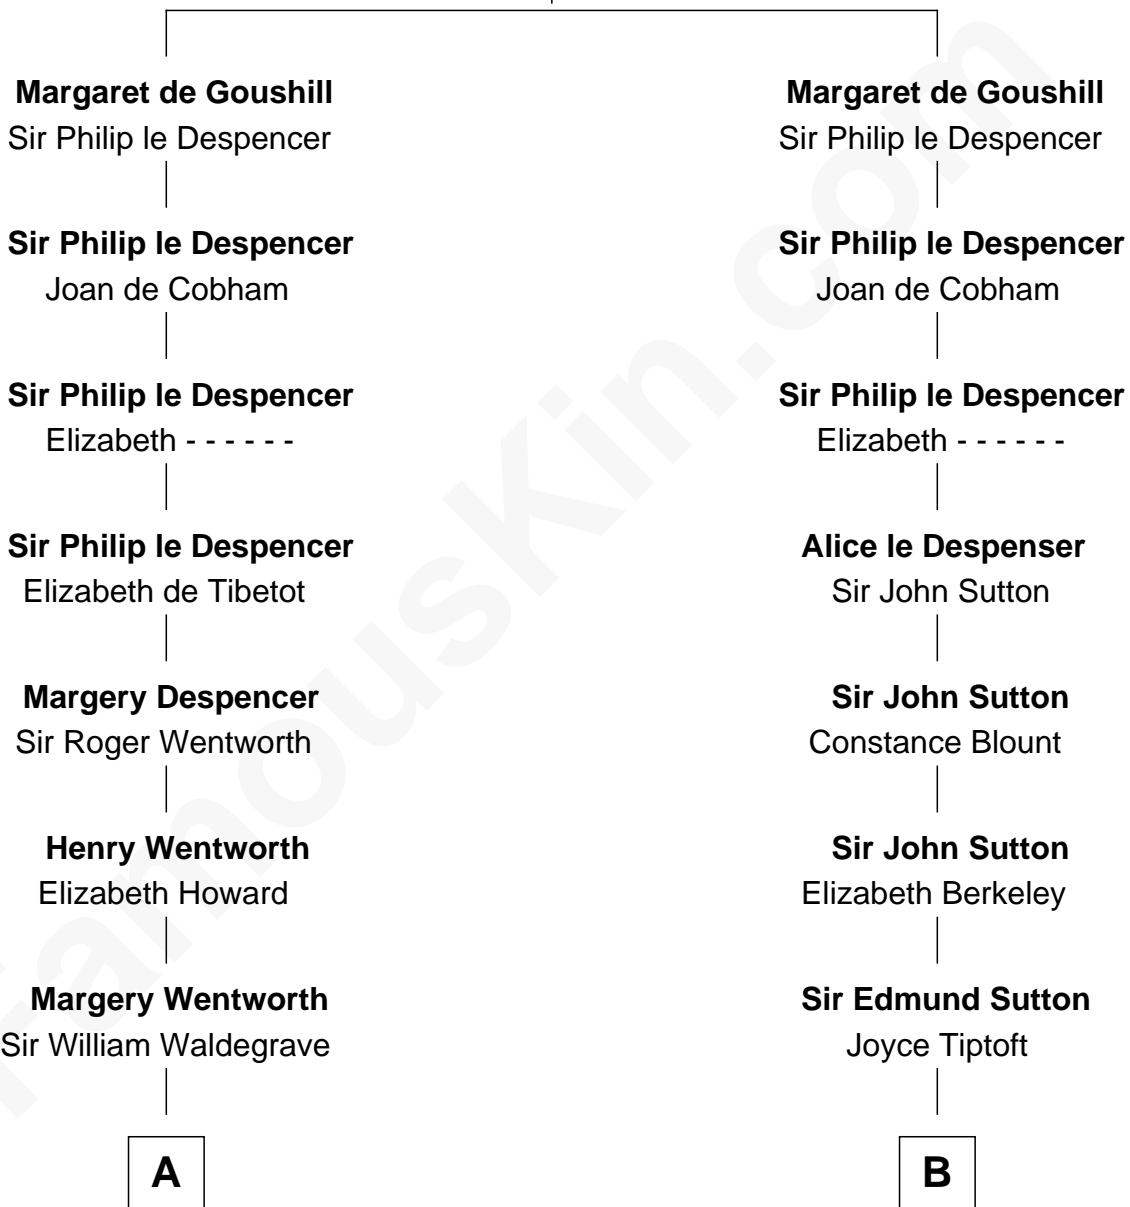 Margaret de Goushill
Sir Philip le Despencer
Sir Philip le Despencer
Joan de Cobham
Sir Philip le Despencer
Elizabeth - - - - - -
Sir Philip le Despencer
Elizabeth de Tibetot
Margery Despencer
Sir Roger Wentworth
Henry Wentworth
Elizabeth Howard
Margery Wentworth
Sir William Waldegrave
A
Margaret de Goushill
Sir Philip le Despencer
Sir Philip le Despencer
Joan de Cobham
Sir Philip le Despencer
Elizabeth - - - - - -
Alice le Despenser
Sir John Sutton
Sir John Sutton
Constance Blount
Sir John Sutton
Elizabeth Berkeley
Sir Edmund Sutton
Joyce Tiptoft
B
FamousKin.com